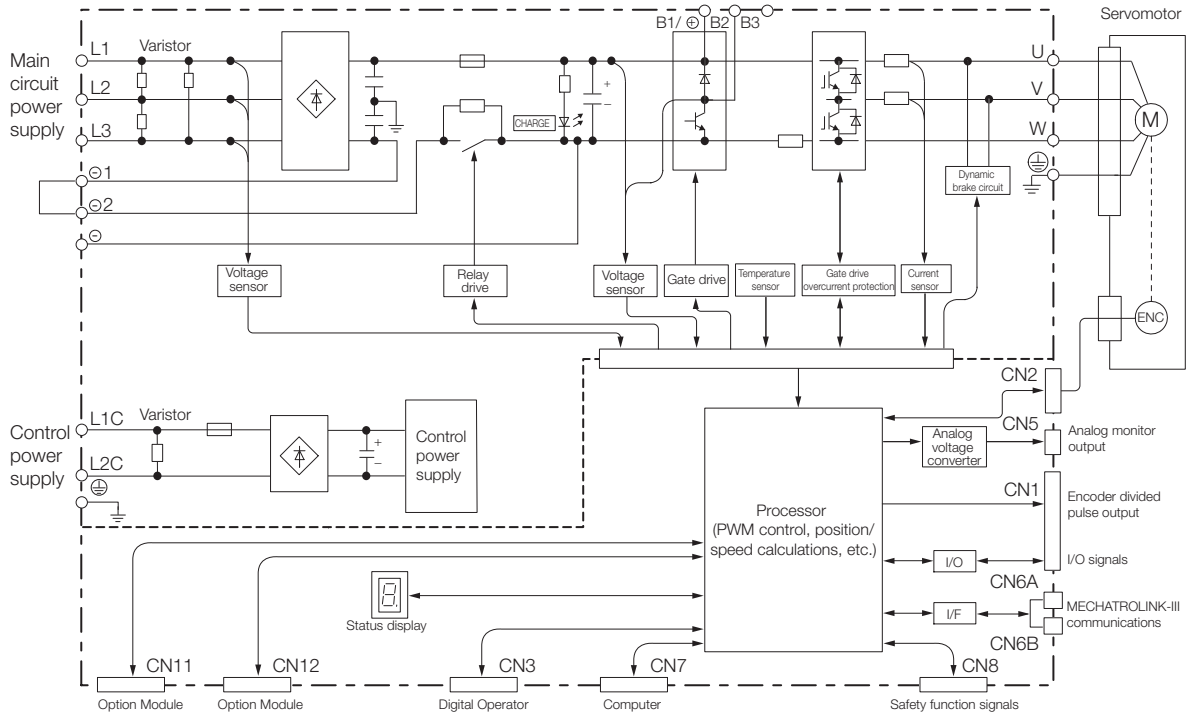 B1/ ⊕ B2 B3
Servomotor
Main
circuit power
supply
L1
Varistor
L2
L3
⊖ 1
⊖ 2
⊖
+
−
CHARGE
U
V
W
M
Dynamic
brake circuit
Voltage
sensor
Relay
drive
Voltage
sensor
Gate drive
Temperature
sensor
Gate drive
overcurrent protection
Current
sensor
ENC
CN2
Control
power
supply
L1C
Varistor
L2C
+
−
Control
power
supply
Processor
(PWM control, position/
speed calculations, etc.)
Analog
voltage
converter
CN5
Analog monitor
output
CN1
Encoder divided
pulse output
I/O
I/O signals
CN6A
I/F
MECHATROLINK-III
communications
CN6B
8.
Status display
CN11
CN12
CN3
CN7
CN8
Option Module
Option Module
Digital Operator
Computer
Safety function signals